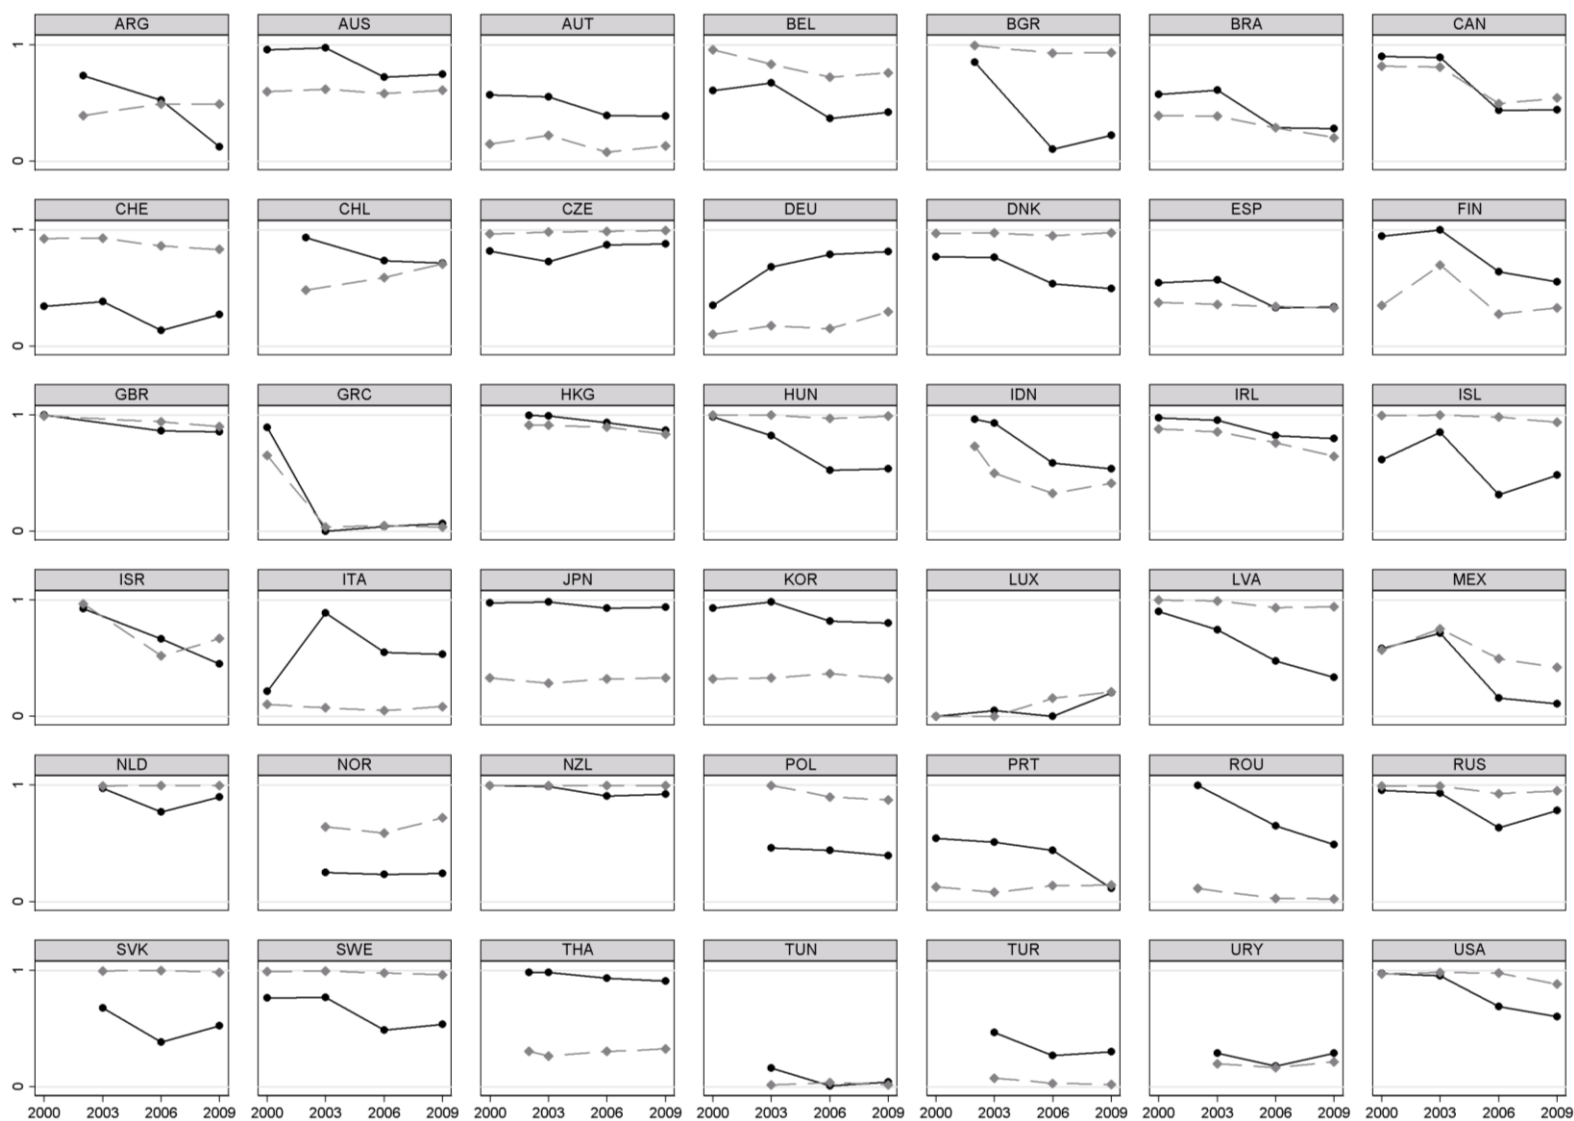 ARG AUS AUT BEL BGR BRA CAN
1
0
CHE CHL CZE DEU DNK ESP FIN
1
0
GBR GRC HKG HUN IDN IRL ISL
1
0
ISR ITA JPN KOR LUX LVA MEX
1
0
NLD NOR NZL POL PRT ROU RUS
1
0
SVK SWE THA TUN TUR URY USA
1
0
2000 2003 2006 2009 2000 2003 2006 2009 2000 2003 2006 2009 2000 2003 2006 2009 2000 2003 2006 2009 2000 2003 2006 2009 2000 2003 2006 2009